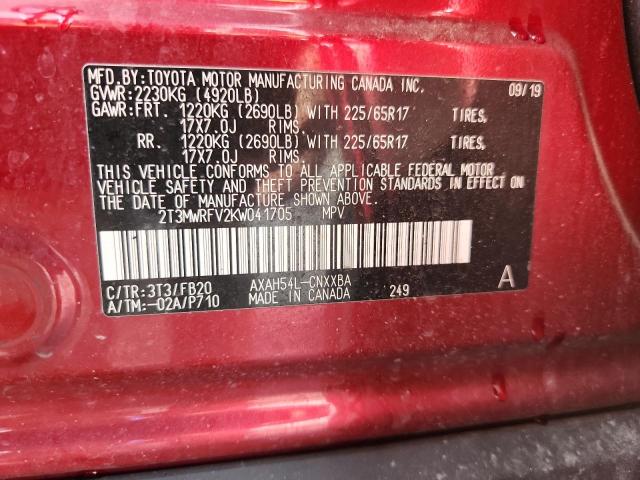 MFD.BY:TOYOTA MOTOR MANUFACTURING CANADA INC. 09/19
GVWR:2230KG (4920LB)
GAWR:FRT. 1220KG (2690LB) WITH 225/65R17 TIRES,
17X7.0J RIMS.
RR. 1220KG (2690LB) WITH 225/65R17 TIRES,
17X7.0J RIMS.
THIS VEHICLE CONFORMS TO ALL APPLICABLE FEDERAL MOTOR
VEHICLE SAFETY AND THEFT PREVENTION STANDARDS IN EFFECT ON
THE DATE OF MANUFACTURE SHOWN ABOVE.
2T3MWRFV2KW041705 MPV
C/TR:3T3/FB20 AXAH54L-CNXXBA A
A/TM:-02A/P710 MADE IN CANADA 249